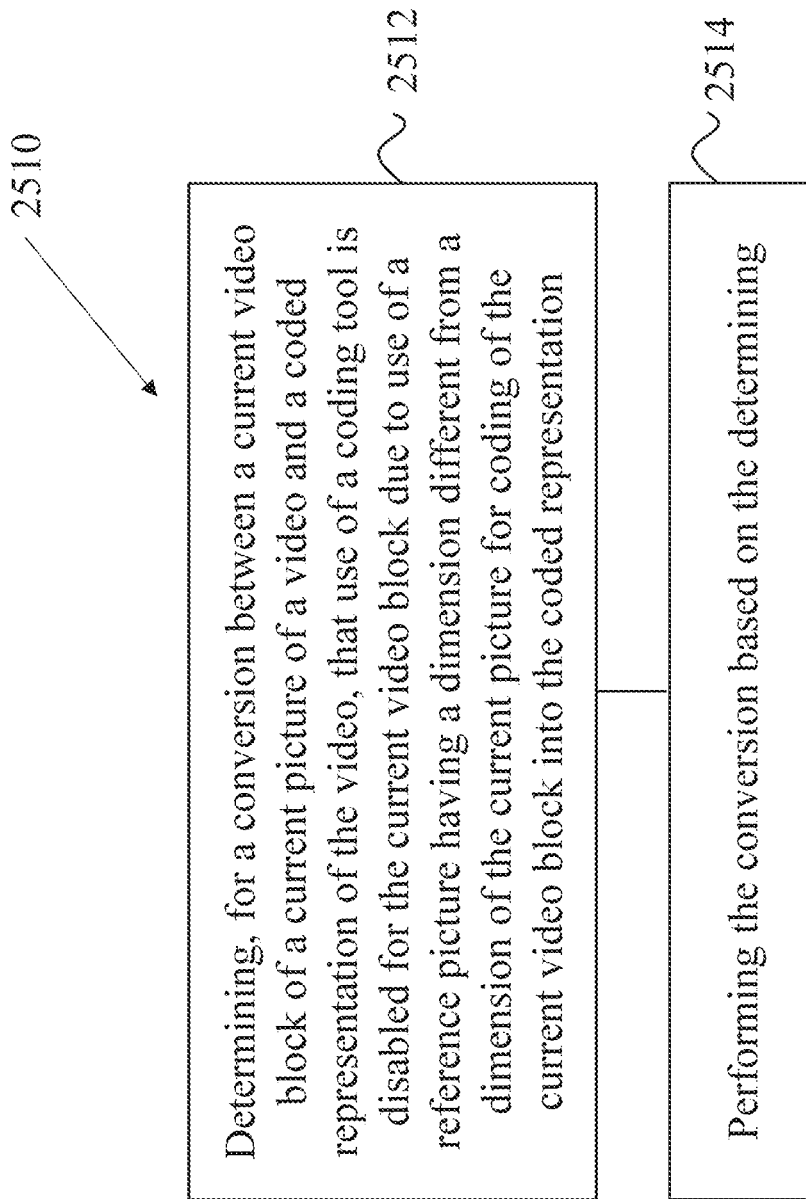 2510
Determining, for a conversion between a current video
block of a current picture of a video and a coded
representation of the video, that use of a coding tool is
disabled for the current video block due to use of a
reference picture having a dimension different from a
dimension of the current picture for coding of the
current video block into the coded representation
2512
Performing the conversion based on the determining
2514